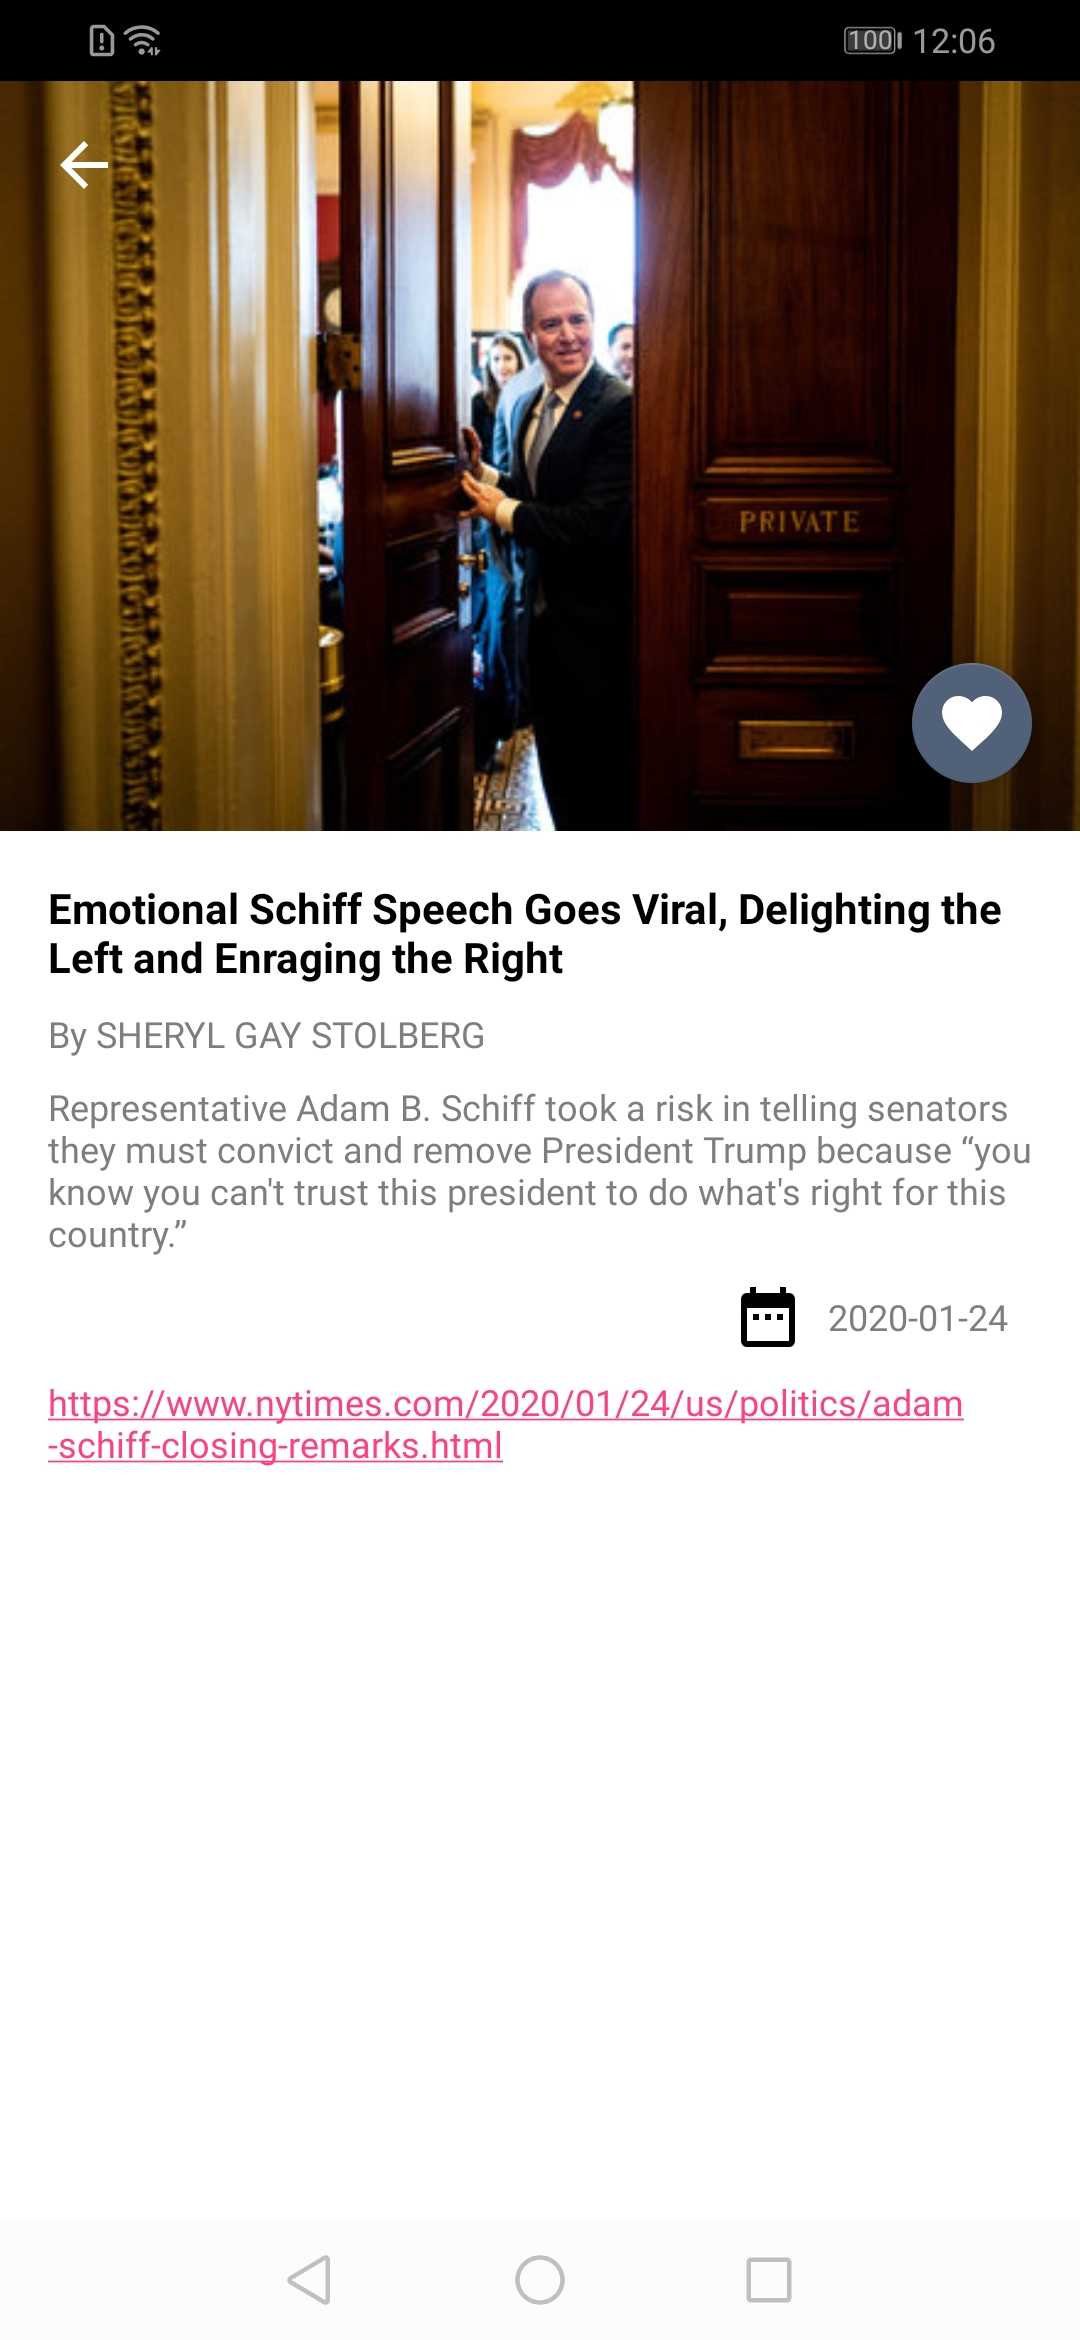 100 12:06
PRIVATE
Emotional Schiff Speech Goes Viral, Delighting the
Left and Enraging the Right
By SHERYL GAY STOLBERG
Representative Adam B. Schiff took a risk in telling senators
they must convict and remove President Trump because “you
know you can't trust this president to do what's right for this
country.”
2020-01-24
https://www.nytimes.com/2020/01/24/us/politics/adam
-schiff-closing-remarks.html